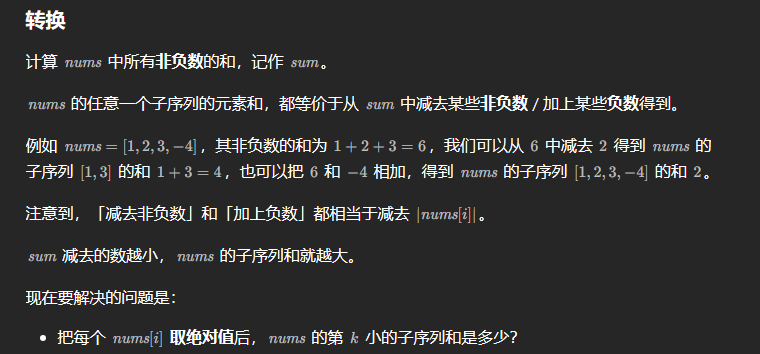 转换
计算 nums 中所有非负数的和，记作 sum。
nums 的任意一个子序列的元素和，都等价于从 sum 中减去某些非负数 / 加上某些负数得到。
例如 nums = [1, 2, 3, −4]，其非负数的和为 1 + 2 + 3 = 6，我们可以从 6 中减去 2 得到 nums 的
子序列 [1, 3] 的和 1 + 3 = 4，也可以把 6 和 −4 相加，得到 nums 的子序列 [1, 2, 3, −4] 的和 2。
注意到，「减去非负数」和「加上负数」都相当于减去 |nums[i]|。
sum 减去的数越小，nums 的子序列和就越大。
现在要解决的问题是：
• 把每个 nums[i] 取绝对值后，nums 的第 k 小的子序列和是多少？